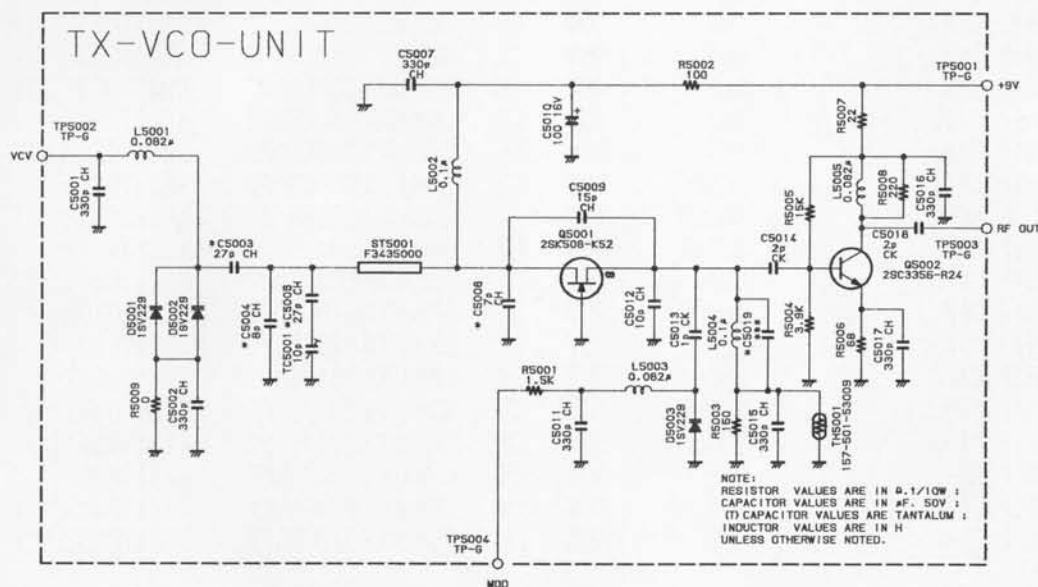 TX-VCO-UNIT
C5007
330p
CH
R5002
100
TP5001
TP-G
+9V
C5010
100 16V
+
R5007
22
TP5002
TP-G
L5001
0.082μ
VCV
C5001
330p CH
L5002
0.1μ
C5009
15p
CH
Q5001
2SK508-K52
R5005
L5005
0.082μ
R5008
220
C5016
330p CH
*C5003
27p CH
ST5001
F3435000
C5014
2p
CK
C5018
2p
CK
RF OUT
TP5003
TP-G
Q5002
2SC3356-R24
D5001
1SV229
D5002
1SV229
*C5004
8p CH
27p CH
TC5001
10p
CH
C5012
10p CH
C5013
1p CK
L5004
0.1μ
*C5019
***
R5004
3.9K
R5006
68
C5017
330p CH
R5009
0
C5002
330p CH
R5001
1.5K
L5003
0.082μ
C5011
330p CH
D5003
1SV229
R5003
150
C5015
330p CH
TH5001
157-501-53009
NOTE:
RESISTOR VALUES ARE IN Ω.1/10W ;
CAPACITOR VALUES ARE IN μF. 50V ;
(T) CAPACITOR VALUES ARE TANTALUM ;
INDUCTOR VALUES ARE IN H
UNLESS OTHERWISE NOTED.
TP5004
TP-G
MOD